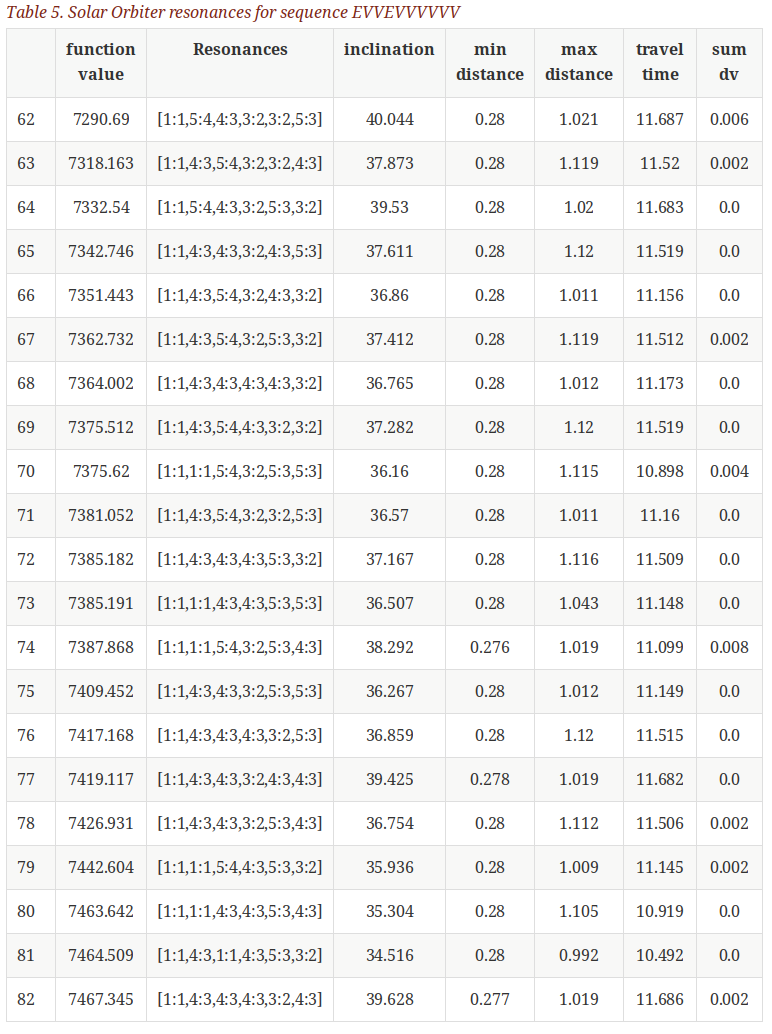 Table 5. Solar Orbiter resonances for sequence EVVEVVVVVV
function value Resonances inclination min distance max distance travel time sum dv
62 7290.69 [1:1,5:4,4:3,3:2,3:2,5:3] 40.044 0.28 1.021 11.687 0.006
63 7318.163 [1:1,4:3,5:4,3:2,3:2,4:3] 37.873 0.28 1.119 11.52 0.002
64 7332.54 [1:1,5:4,4:3,3:2,5:3,3:2] 39.53 0.28 1.02 11.683 0.0
65 7342.746 [1:1,4:3,4:3,3:2,4:3,5:3] 37.611 0.28 1.12 11.519 0.0
66 7351.443 [1:1,4:3,5:4,3:2,4:3,3:2] 36.86 0.28 1.011 11.156 0.0
67 7362.732 [1:1,4:3,5:4,3:2,5:3,3:2] 37.412 0.28 1.119 11.512 0.002
68 7364.002 [1:1,4:3,4:3,4:3,4:3,3:2] 36.765 0.28 1.012 11.173 0.0
69 7375.512 [1:1,4:3,5:4,4:3,3:2,3:2] 37.282 0.28 1.12 11.519 0.0
70 7375.62 [1:1,1:1,5:4,3:2,5:3,5:3] 36.16 0.28 1.115 10.898 0.004
71 7381.052 [1:1,4:3,5:4,3:2,3:2,5:3] 36.57 0.28 1.011 11.16 0.0
72 7385.182 [1:1,4:3,4:3,4:3,5:3,3:2] 37.167 0.28 1.116 11.509 0.0
73 7385.191 [1:1,1:1,4:3,4:3,5:3,5:3] 36.507 0.28 1.043 11.148 0.0
74 7387.868 [1:1,1:1,5:4,3:2,5:3,4:3] 38.292 0.276 1.019 11.099 0.008
75 7409.452 [1:1,4:3,4:3,3:2,5:3,5:3] 36.267 0.28 1.012 11.149 0.0
76 7417.168 [1:1,4:3,4:3,4:3,3:2,5:3] 36.859 0.28 1.12 11.515 0.0
77 7419.117 [1:1,4:3,4:3,3:2,4:3,4:3] 39.425 0.278 1.019 11.682 0.0
78 7426.931 [1:1,4:3,4:3,3:2,5:3,4:3] 36.754 0.28 1.112 11.506 0.002
79 7442.604 [1:1,1:1,5:4,4:3,5:3,3:2] 35.936 0.28 1.009 11.145 0.002
80 7463.642 [1:1,1:1,4:3,4:3,5:3,4:3] 35.304 0.28 1.105 10.919 0.0
81 7464.509 [1:1,4:3,1:1,4:3,5:3,3:2] 34.516 0.28 0.992 10.492 0.0
82 7467.345 [1:1,4:3,4:3,4:3,3:2,4:3] 39.628 0.277 1.019 11.686 0.002